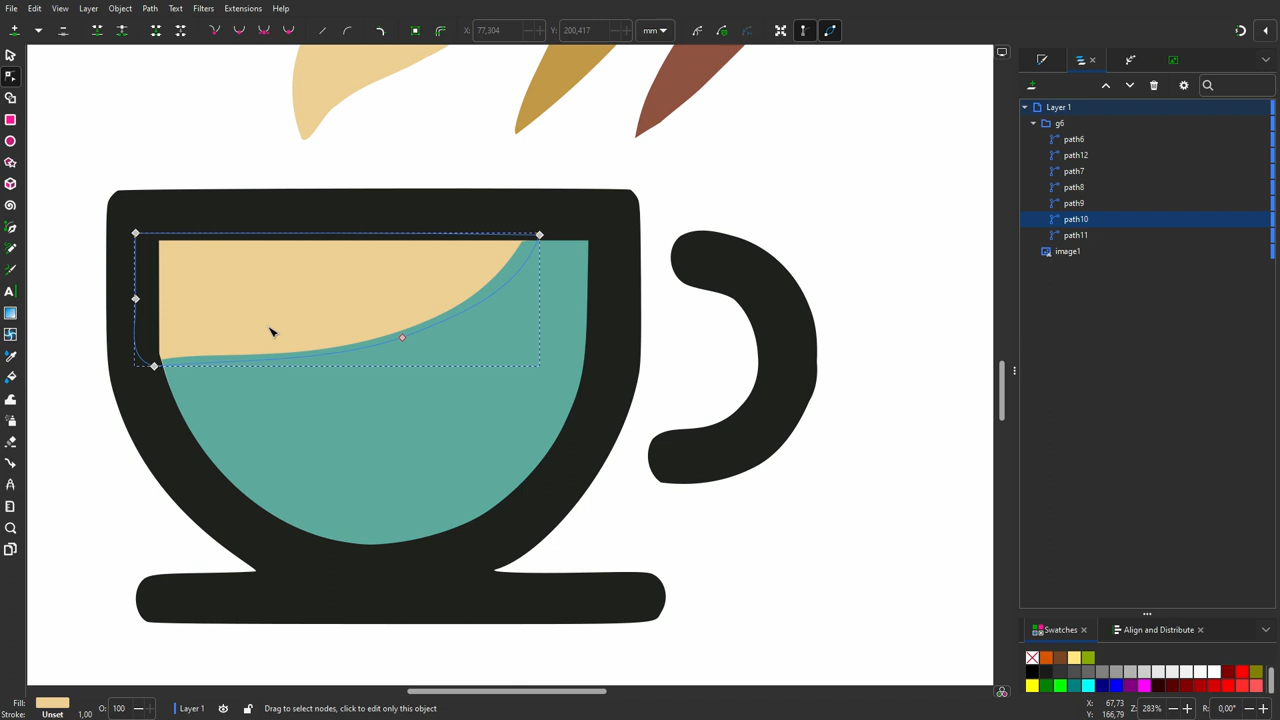 File Edit View Layer Object Path Text Filters Extensions Help
X: 77,304 Y: 200,417 mm
Layer 1
g6
path6
path12
path7
path8
path9
path10
path11
image1
Swatches Align and Distribute
Fill: Stroke: Unset 1,00 O: 100 Layer 1 Drag to select nodes, click to edit only this object X: 67,73 Y: 166,79 Z: 283% R: 0,00°